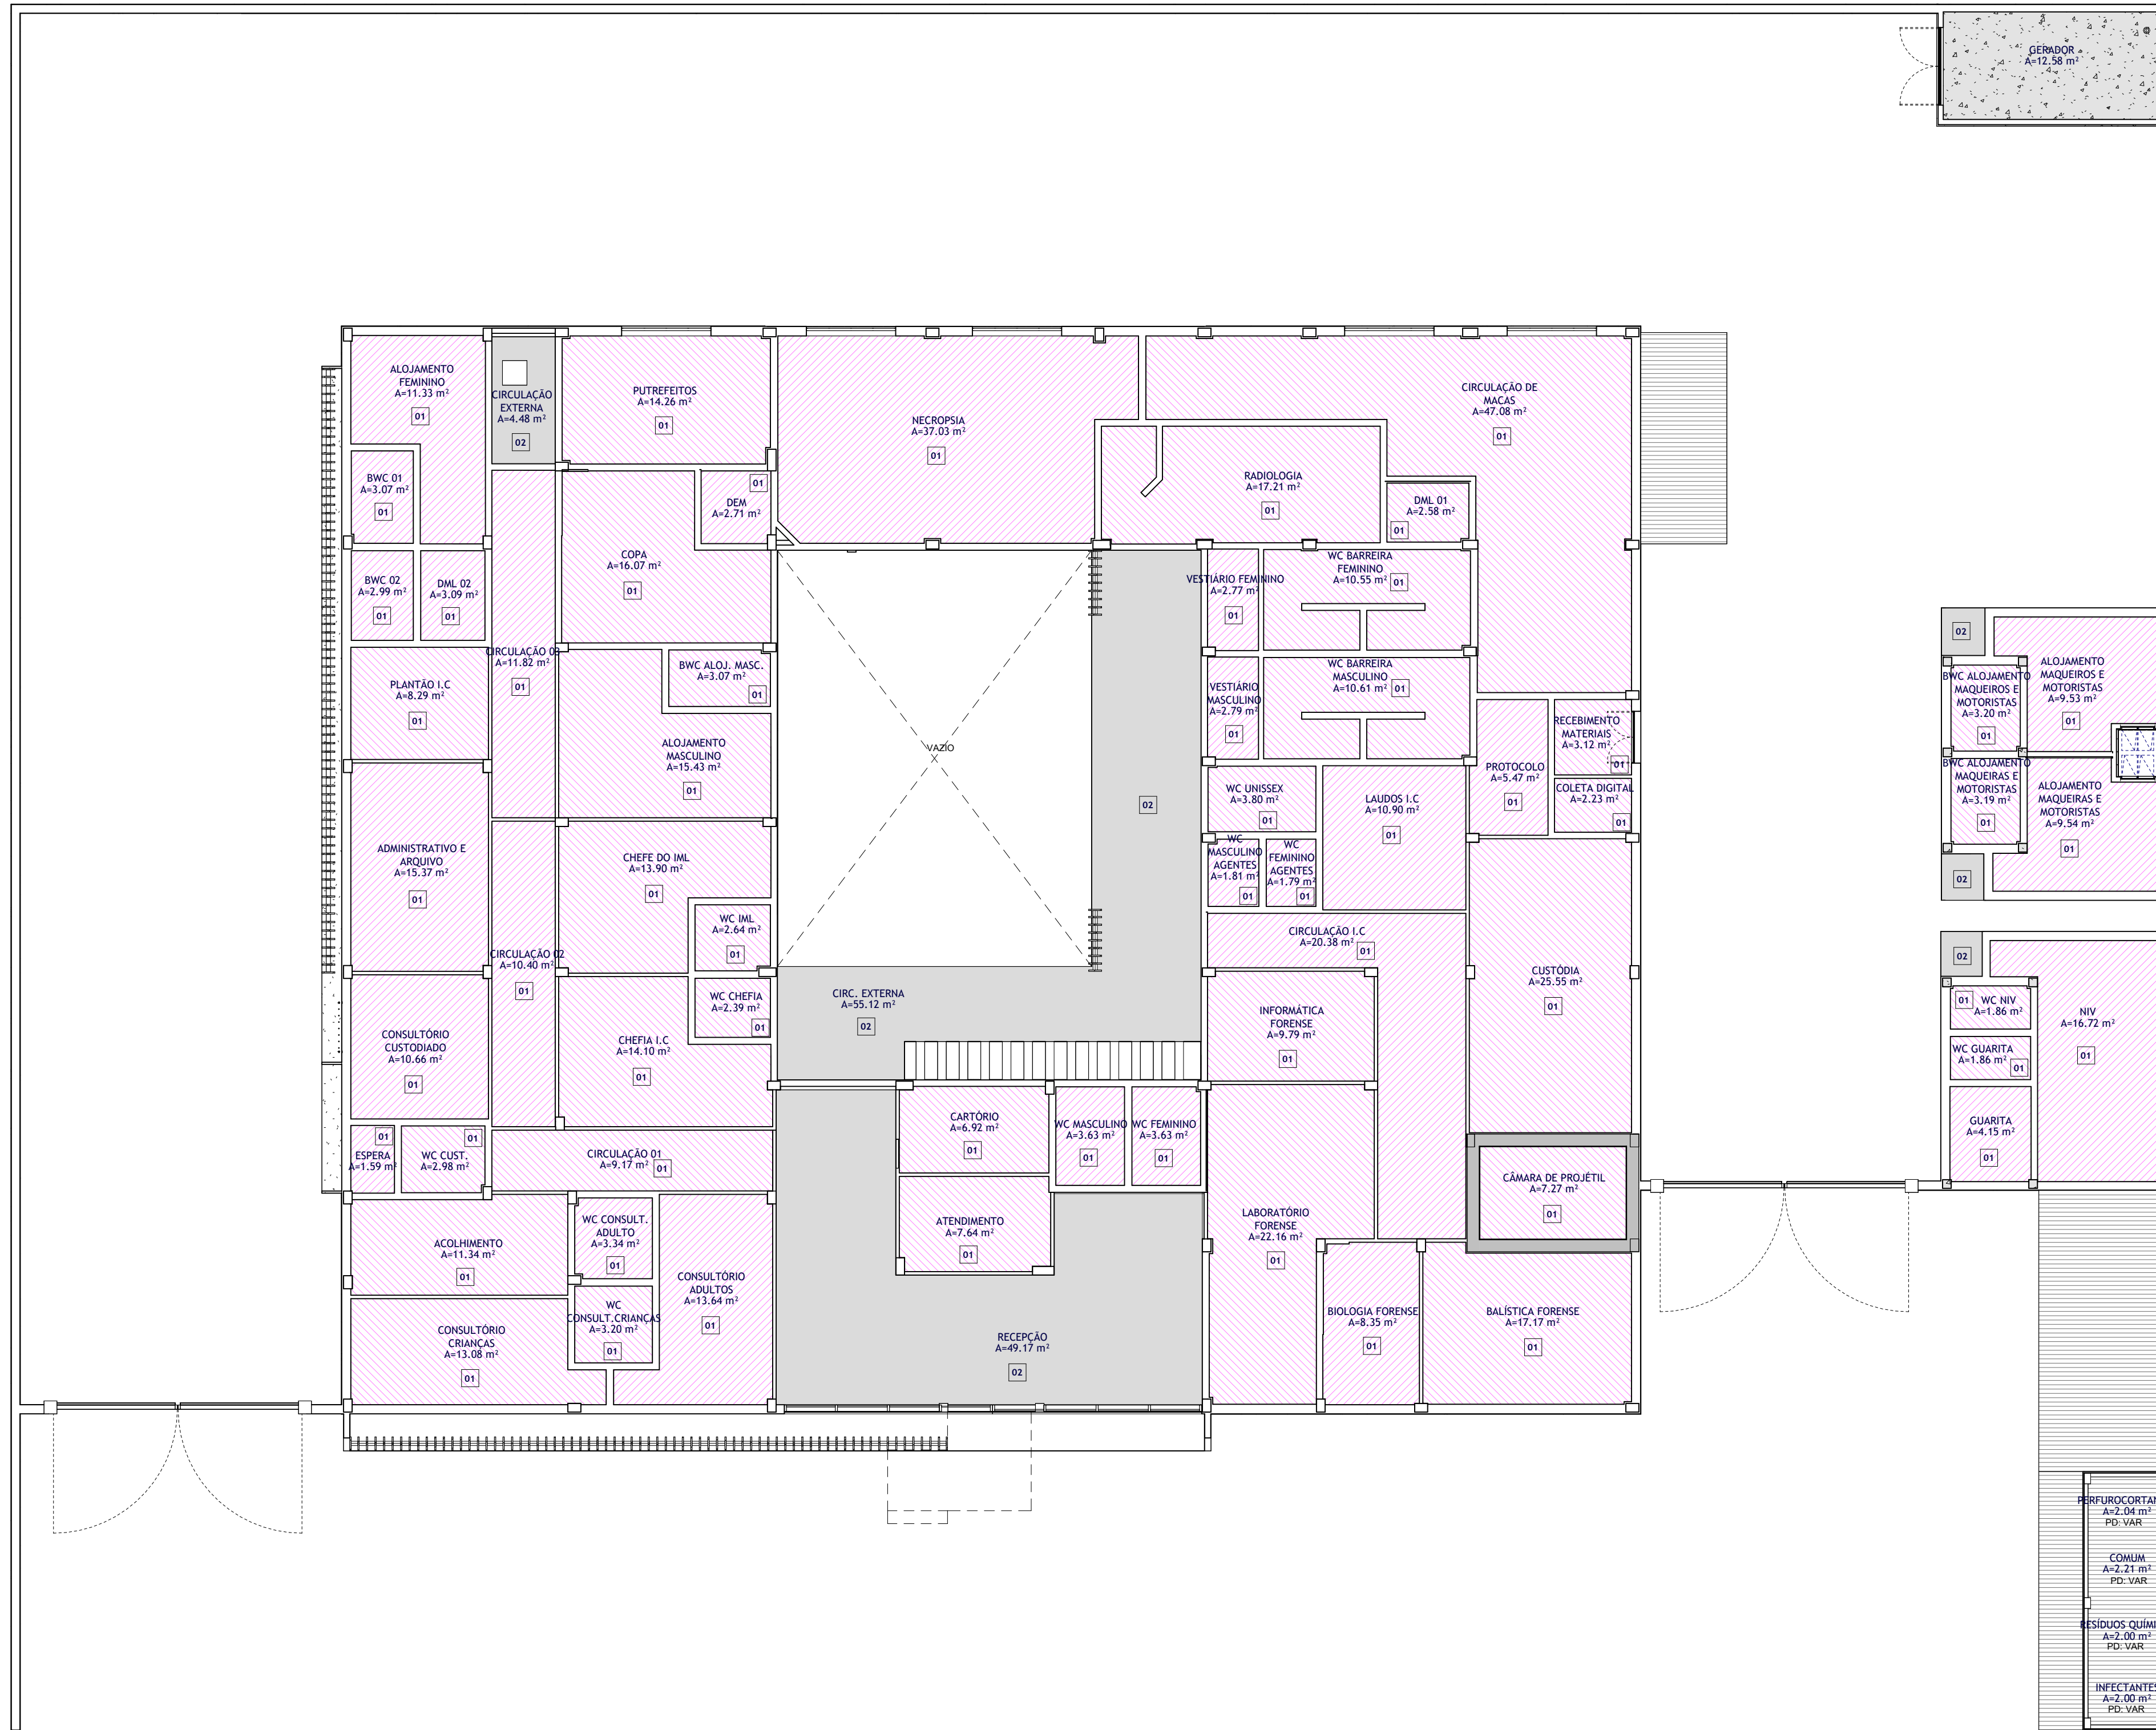 GERADOR
A=12.58 m²
ALOJAMENTO
FEMININO
A=11.33 m²
01
CIRCULAÇÃO
EXTERNA
A=4.48 m²
02
PUTREFEITOS
A=14.26 m²
01
NECROPSIA
A=37.03 m²
01
CIRCULAÇÃO DE
MACAS
A=47.08 m²
01
BWC 01
A=3.07 m²
01
DEM
A=2.71 m²
01
RADIOLOGIA
A=17.21 m²
01
DML 01
A=2.58 m²
01
COPA
A=16.07 m²
01
BWC 02
A=2.99 m²
01
DML 02
A=3.09 m²
01
VESTIÁRIO FEMININO
A=2.77 m²
01
WC BARREIRA
FEMININO
A=10.55 m²
01
CIRCULAÇÃO 03
A=11.82 m²
01
PLANTÃO I.C
A=8.29 m²
01
BWC ALOJ. MASC.
A=3.07 m²
01
ALOJAMENTO
MASCULINO
A=15.43 m²
01
VAZIO
VESTIÁRIO
MASCULINO
A=2.79 m²
01
WC BARREIRA
MASCULINO
A=10.61 m²
01
PROTOCOLO
A=5.47 m²
01
RECEBIMENTO
MATERIAIS
A=3.12 m²
01
COLETA DIGITAL
A=2.23 m²
01
02
WC UNISSEX
A=3.80 m²
01
LAUDOS I.C
A=10.90 m²
01
WC
MASCULINO
AGENTES
A=1.81 m²
01
WC
FEMININO
AGENTES
A=1.79 m²
01
ADMINISTRATIVO E
ARQUIVO
A=15.37 m²
01
CHEFE DO IML
A=13.90 m²
01
WC IML
A=2.64 m²
01
CIRCULAÇÃO 02
A=10.40 m²
01
CIRCULAÇÃO I.C
A=20.38 m²
01
CUSTÓDIA
A=25.55 m²
01
WC CHEFIA
A=2.39 m²
01
CIRC. EXTERNA
A=55.12 m²
02
INFORMÁTICA
FORENSE
A=9.79 m²
01
CONSULTÓRIO
CUSTODIADO
A=10.66 m²
01
CHEFIA I.C
A=14.10 m²
01
CARTÓRIO
A=6.92 m²
01
WC MASCULINO
A=3.63 m²
01
WC FEMININO
A=3.63 m²
01
ESPERA
A=1.59 m²
01
WC CUST.
A=2.98 m²
01
CIRCULAÇÃO 01
A=9.17 m²
01
CÂMARA DE PROJÉTIL
A=7.27 m²
01
ACOLHIMENTO
A=11.34 m²
01
WC CONSULT.
ADULTO
A=3.34 m²
01
ATENDIMENTO
A=7.64 m²
01
LABORATÓRIO
FORENSE
A=22.16 m²
01
CONSULTÓRIO
ADULTOS
A=13.64 m²
01
WC
CONSULT.CRIANÇAS
A=3.20 m²
01
CONSULTÓRIO
CRIANÇAS
A=13.08 m²
01
RECEPÇÃO
A=49.17 m²
02
BIOLOGIA FORENSE
A=8.35 m²
01
BALÍSTICA FORENSE
A=17.17 m²
01
02
BWC ALOJAMENTO
MAQUEIROS E
MOTORISTAS
A=3.20 m²
01
ALOJAMENTO
MAQUEIROS E
MOTORISTAS
A=9.53 m²
01
BWC ALOJAMENTO
MAQUEIRAS E
MOTORISTAS
A=3.19 m²
01
ALOJAMENTO
MAQUEIRAS E
MOTORISTAS
A=9.54 m²
01
02
02
01
WC NIV
A=1.86 m²
NIV
A=16.72 m²
01
WC GUARITA
A=1.86 m²
01
GUARITA
A=4.15 m²
01
A=2.04 m²
PD: VAR
COMUM
A=2.21 m²
PD: VAR
RESÍDUOS
A=2.00 m²
PD: VAR
INFECTANTES
A=2.00 m²
PD: VAR